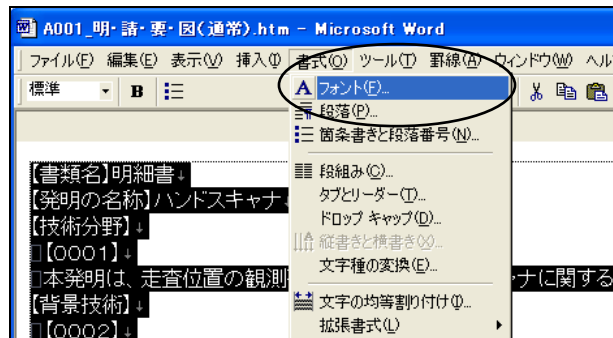 A001_明・請・要・図(通常).htm - Microsoft Word
ファイル(F) 編集(E) 表示(V) 挿入(I) 書式(O) ツール(T) 罫線(A) ウィンドウ(W) ヘル
標準 B
フォント(F)...
段落(P)...
箇条書きと段落番号(N)...
段組み(C)...
タブとリーダー(T)...
ドロップ キャップ(D)...
縦書きと横書き(X)...
文字種の変換(E)...
文字の均等割り付け(I)...
拡張書式(L)
【書類名】明細書↓
【発明の名称】ハンドスキャナ
【技術分野】↓
【0001】↓
本発明は、走査位置の観測
ャナに関する
【背景技術】↓
【0002】↓